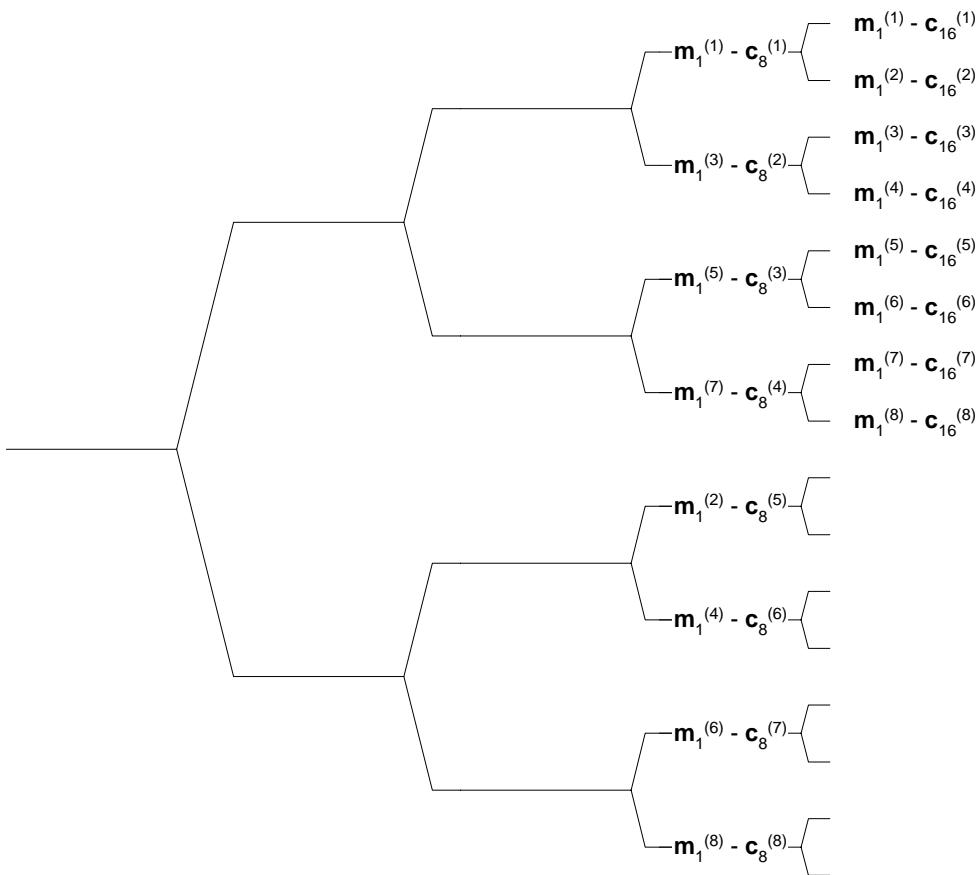 m₁⁽¹⁾ - c₈⁽¹⁾
m₁⁽³⁾ - c₈⁽²⁾
m₁⁽⁵⁾ - c₈⁽³⁾
m₁⁽⁷⁾ - c₈⁽⁴⁾
m₁⁽²⁾ - c₈⁽⁵⁾
m₁⁽⁴⁾ - c₈⁽⁶⁾
m₁⁽⁶⁾ - c₈⁽⁷⁾
m₁⁽⁸⁾ - c₈⁽⁸⁾
m₁⁽¹⁾ - c₁₆⁽¹⁾
m₁⁽²⁾ - c₁₆⁽²⁾
m₁⁽³⁾ - c₁₆⁽³⁾
m₁⁽⁴⁾ - c₁₆⁽⁴⁾
m₁⁽⁵⁾ - c₁₆⁽⁵⁾
m₁⁽⁶⁾ - c₁₆⁽⁶⁾
m₁⁽⁷⁾ - c₁₆⁽⁷⁾
m₁⁽⁸⁾ - c₁₆⁽⁸⁾